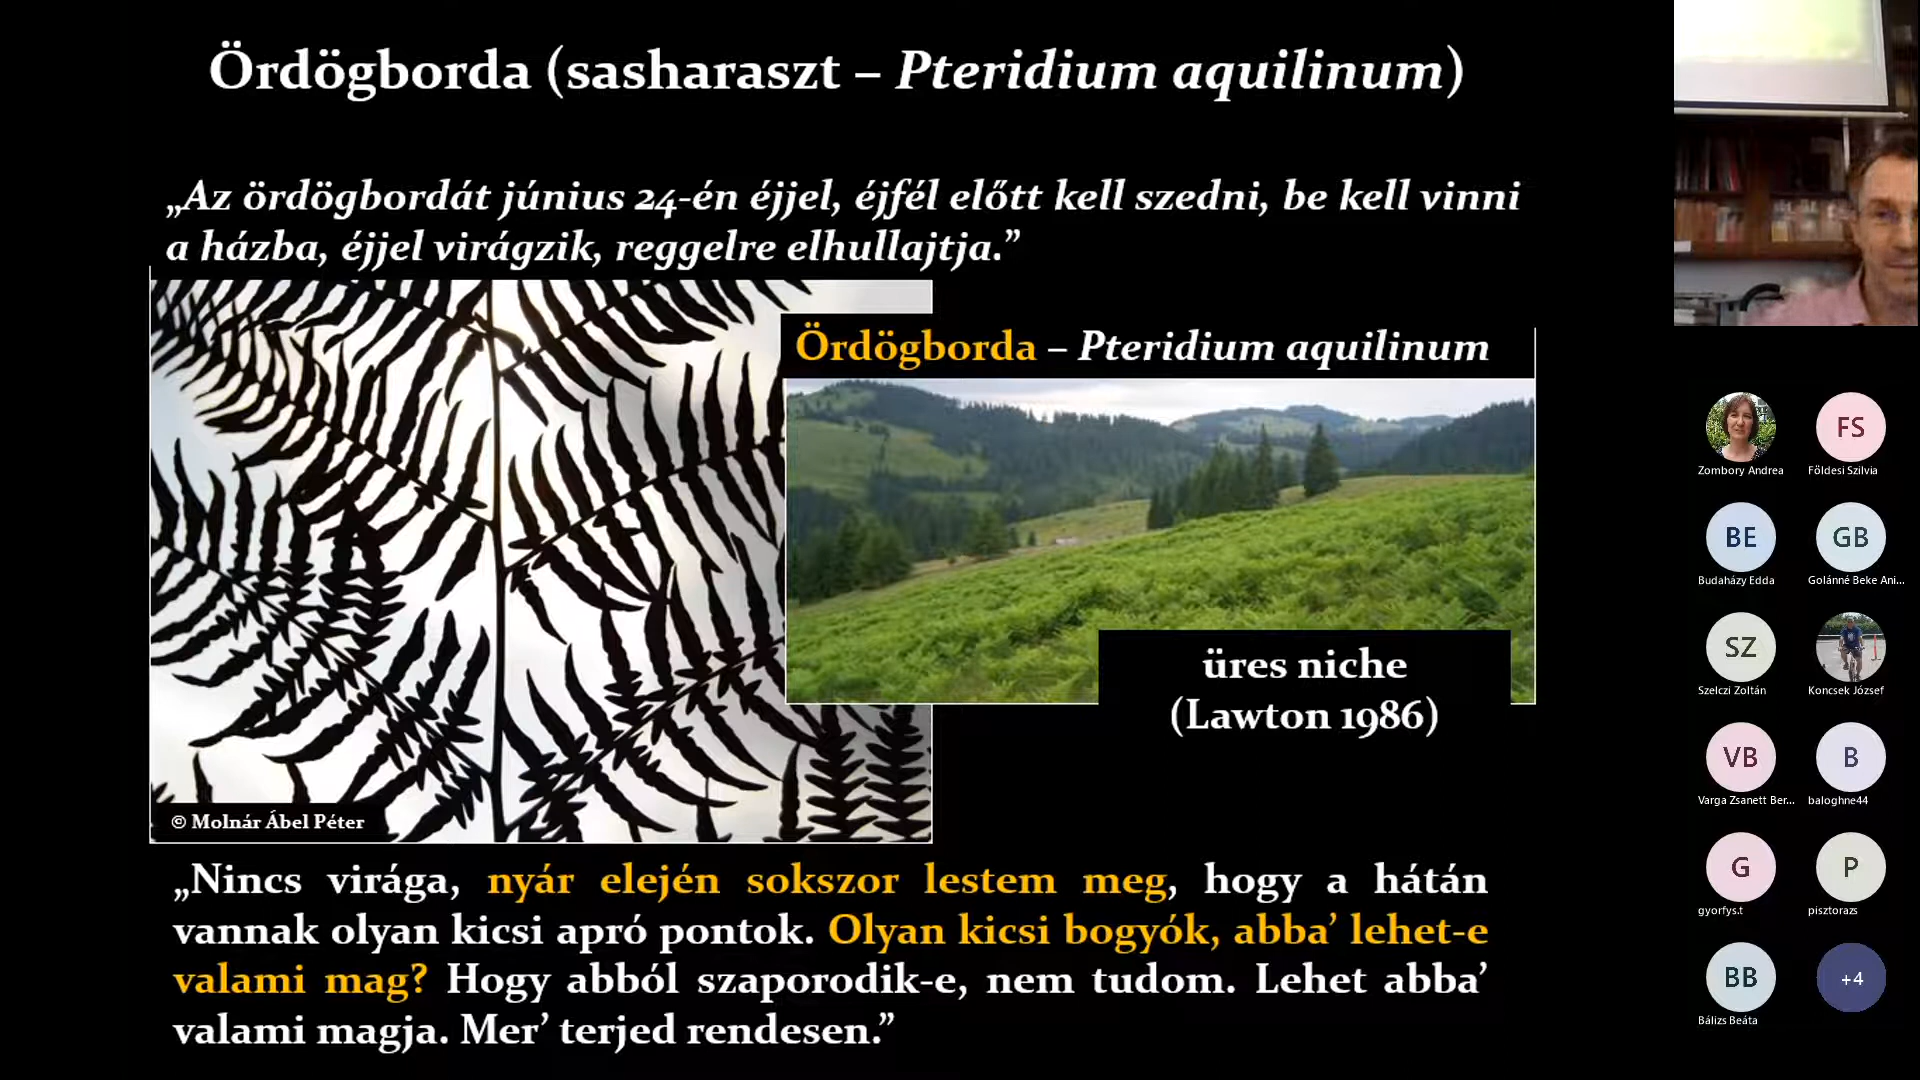 Ördögborda (sasharaszt – Pteridium aquilinum)
„Az ördögbordát június 24-én éjjel, éjfél előtt kell szedni, be kell vinni
a házba, éjjel virágzik, reggelre elhullajtja.”
Ördögborda – Pteridium aquilinum
üres niche
(Lawton 1986)
© Molnár Ábel Péter
„Nincs virága, nyár elején sokszor lestem meg, hogy a hátán
vannak olyan kicsi apró pontok. Olyan kicsi bogyók, abba’ lehet-e
valami mag? Hogy abból szaporodik-e, nem tudom. Lehet abba’
valami magja. Mer’ terjed rendesen.”
Zombory Andrea
FS
Földesi Szilvia
BE
Budaházy Edda
GB
Golánné Beke Ani...
SZ
Szelczi Zoltán
Koncsek József
VB
Varga Zsanett Ber...
B
baloghne44
G
gyorfys.t
P
pisztorazs
BB
Bálizs Beáta
+4